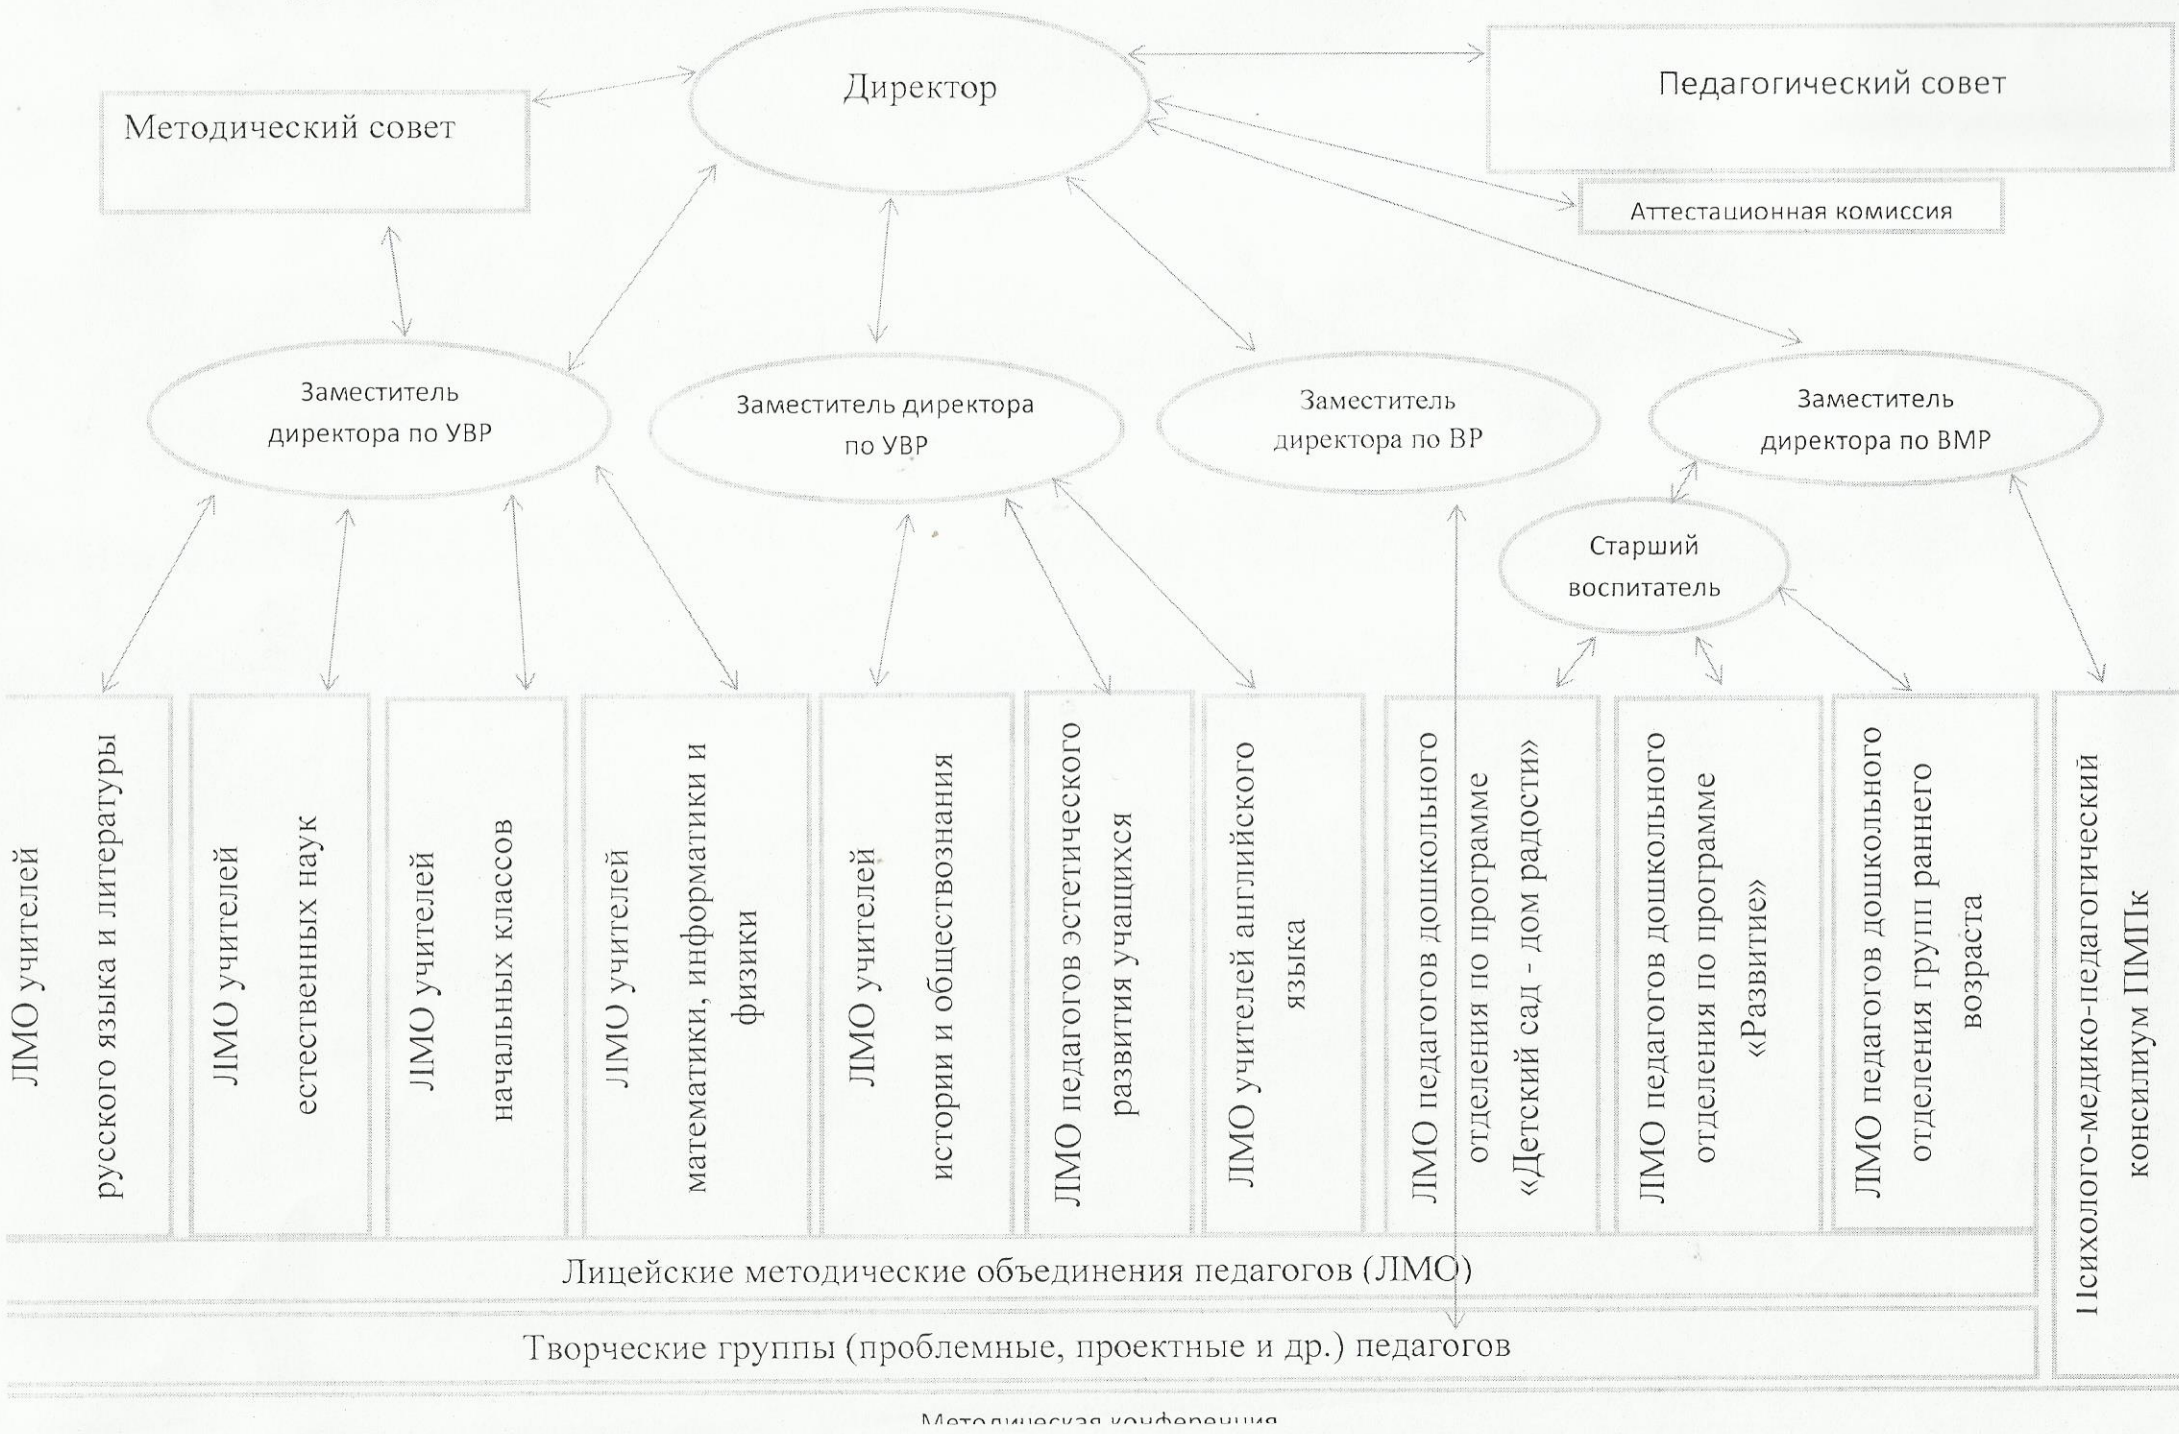 Директор
Педагогический совет
Методический совет
Аттестационная комиссия
Заместитель
директора по УВР
Заместитель директора
по УВР
Заместитель
директора по ВР
Заместитель
директора по ВМР
Старший
воспитатель
ЛМО учителей
русского языка и литературы
ЛМО учителей
естественных наук
ЛМО учителей
начальных классов
ЛМО учителей
математики, информатики и
физики
ЛМО учителей
истории и обществознания
ЛМО педагогов эстетического
развития учащихся
ЛМО учителей английского
языка
ЛМО педагогов дошкольного
отделения по программе
«Детский сад - дом радости»
ЛМО педагогов дошкольного
отделения по программе
«Развитие»
ЛМО педагогов дошкольного
отделения групп раннего
возраста
Психолого-медико-педагогический
консилиум ПМПк
Лицейские методические объединения педагогов (ЛМО)
Творческие группы (проблемные, проектные и др.) педагогов
Методическая конференция